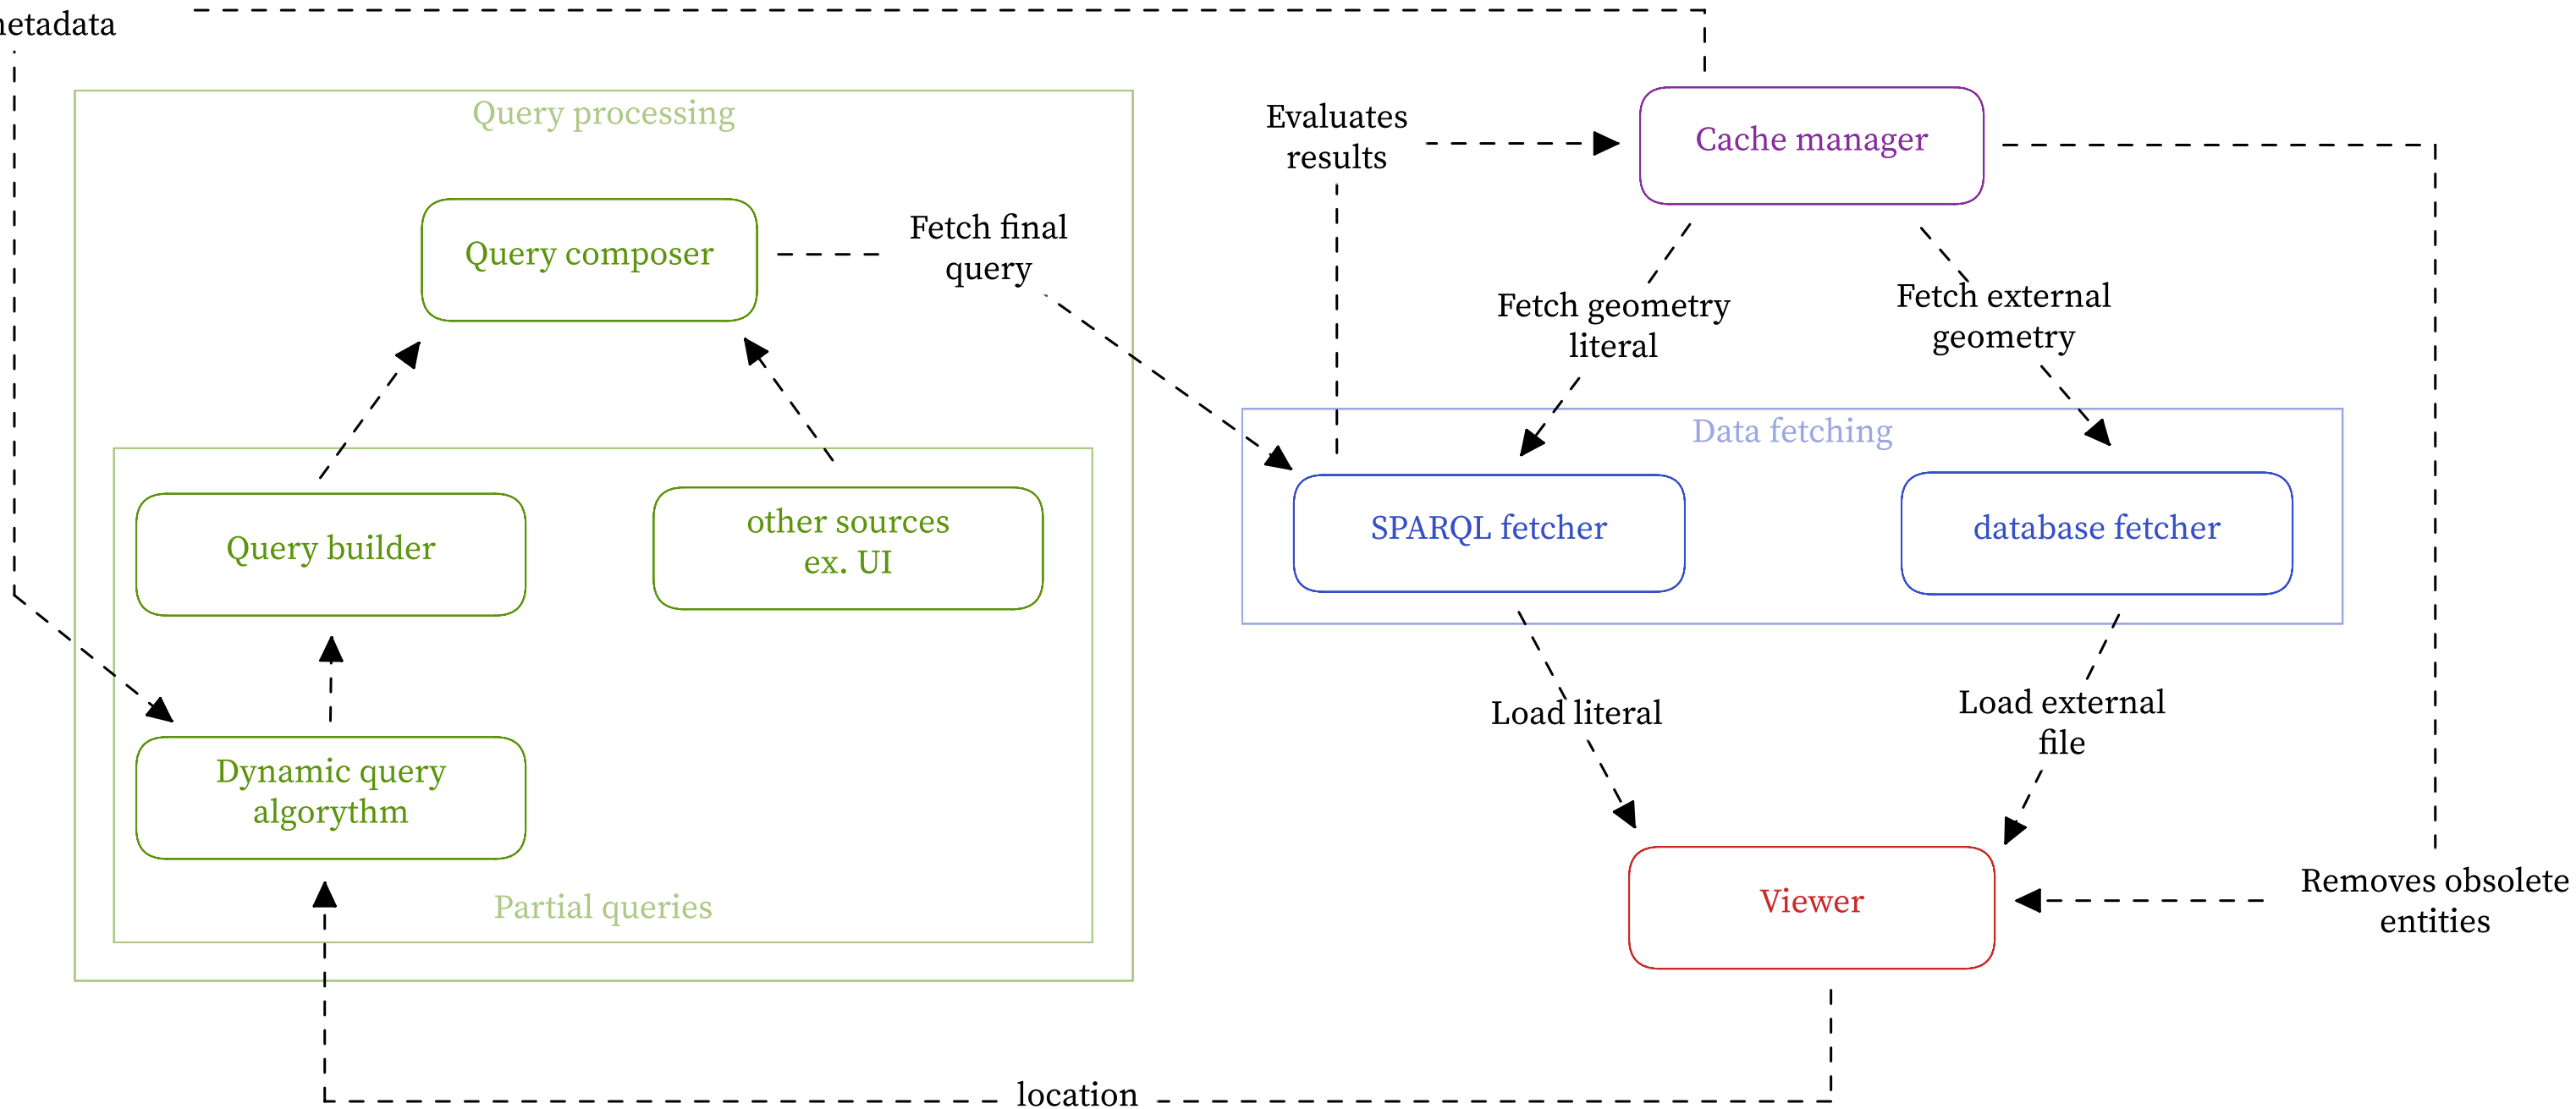 etadata
Query processing
Evaluates
results
Cache manager
Query composer
Fetch final
query
Fetch geometry
literal
Fetch external
geometry
Data fetching
Query builder
other sources
ex. UI
SPARQL fetcher
database fetcher
Dynamic query
algorythm
Load literal
Load external
file
Partial queries
Viewer
Removes obsolete
entities
location